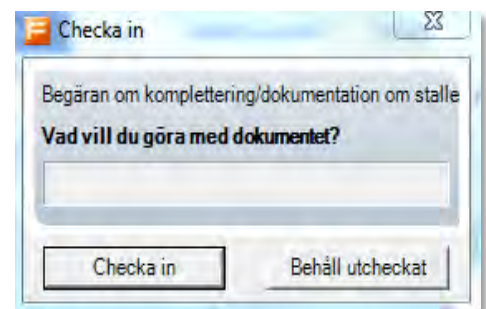 Checka in
Begäran om komplettering/dokumentation om stalle
Vad vill du göra med dokumentet?
Checka in
Behåll utcheckat